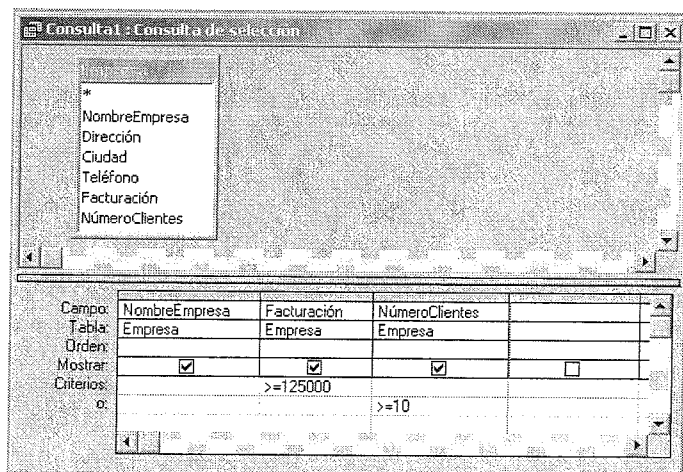 Consulta1 : Consulta de selección
*
NombreEmpresa
Dirección
Ciudad
Teléfono
Facturación
NúmeroClientes
Campo: NombreEmpresa Facturación NúmeroClientes
Tabla: Empresa Empresa Empresa
Orden:
Mostrar:
Criterios: >=125000
o: >=10